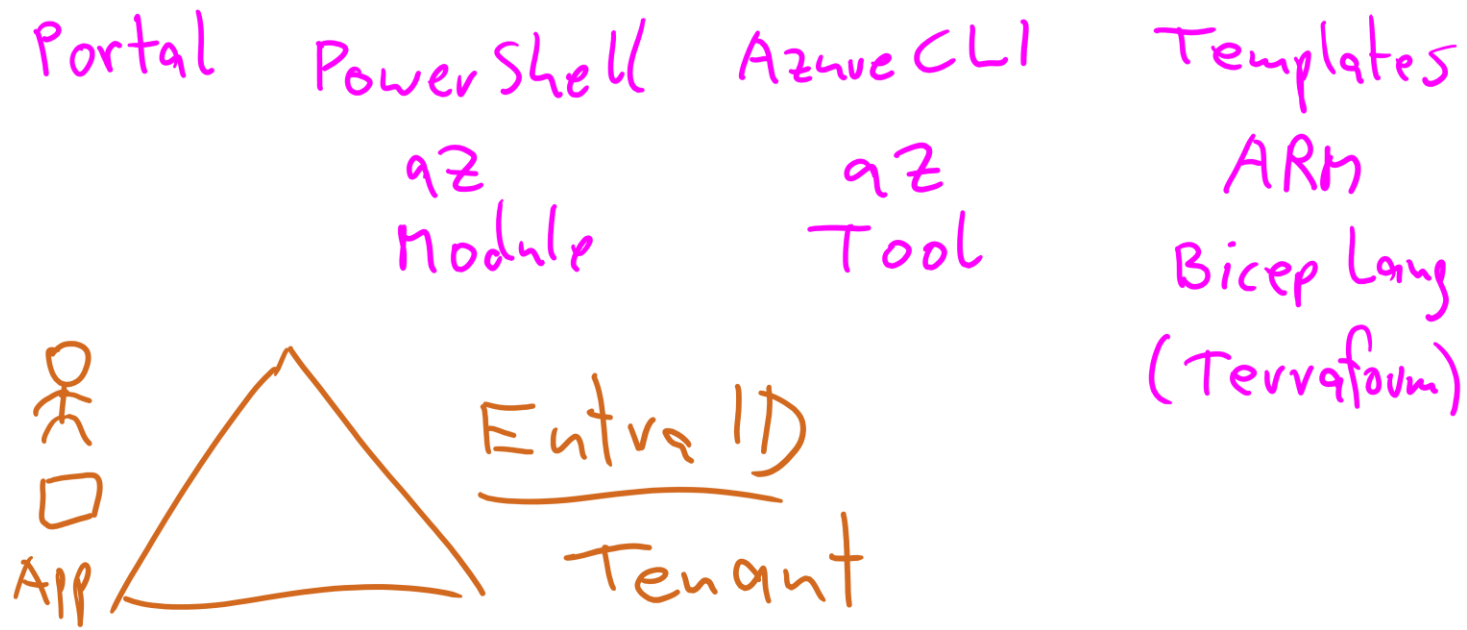 Portal PowerShell Azure CLI Templates
az az ARM
Module Tool Bicep Lang
(Terraform)
Entra ID
Tenant
App